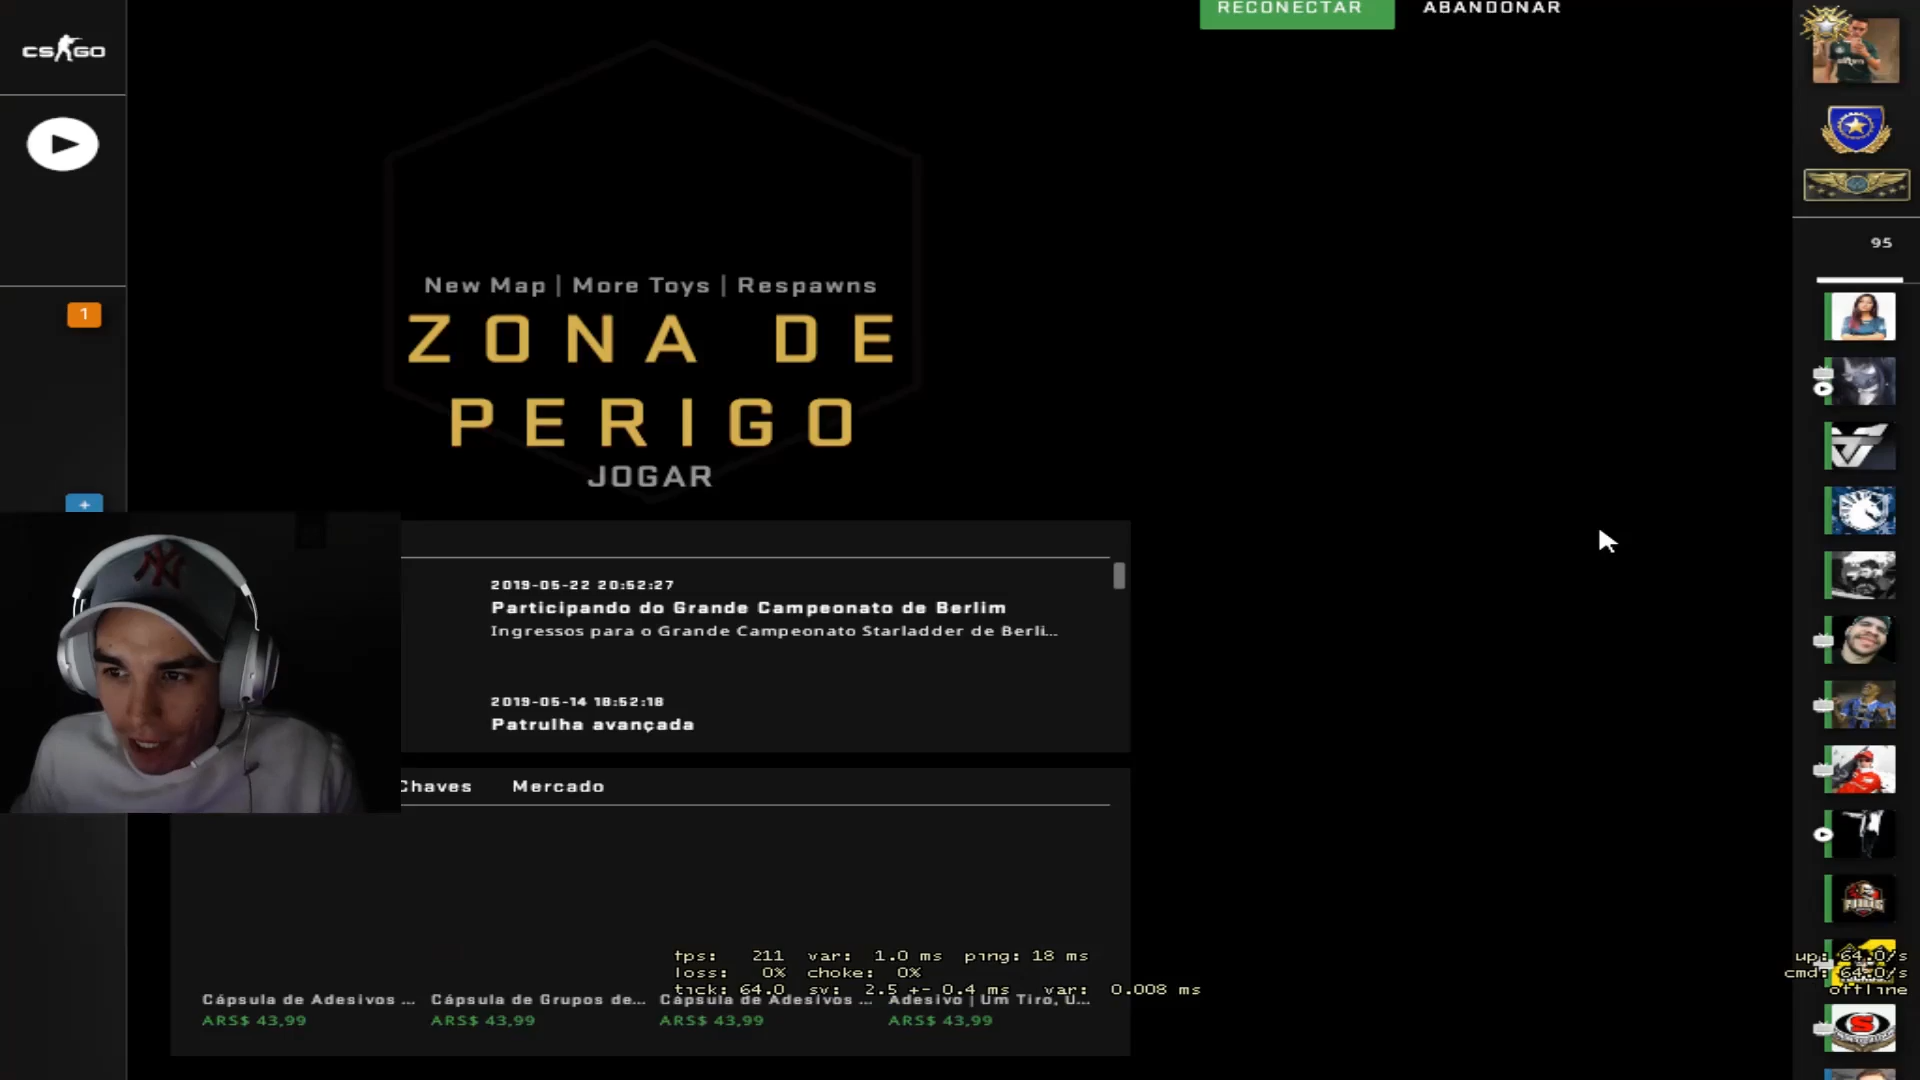 RECONECTAR ABANDONAR
CS GO
95
New Map | More Toys | Respawns
1
ZONA DE
PERIGO
JOGAR
+
2019-05-22 20:52:27
Participando do Grande Campeonato de Berlim
Ingressos para o Grande Campeonato Starladder de Berli...
2019-05-14 18:52:18
Patrulha avançada
Chaves Mercado
fps: 211 var: 1.0 ms ping: 18 ms
loss: 0% choke: 0%
tick: 64.0 sv: 2.5 +- 0.4 ms var: 0.008 ms
up: 64.0/s
cmd: 64.0/s
offline
Cápsula de Adesivos ... Cápsula de Grupos de... Cápsula de Adesivos ... Adesivo | Um Tiro, U...
ARS$ 43,99 ARS$ 43,99 ARS$ 43,99 ARS$ 43,99